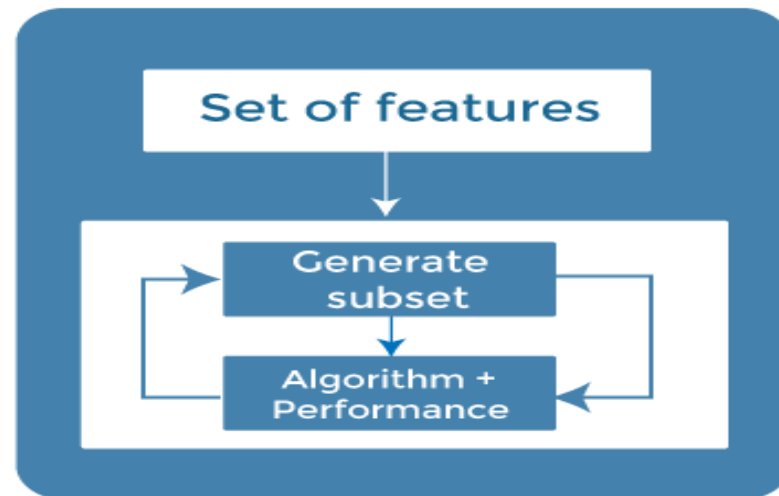 Set of features
Generate
subset
Algorithm +
Performance